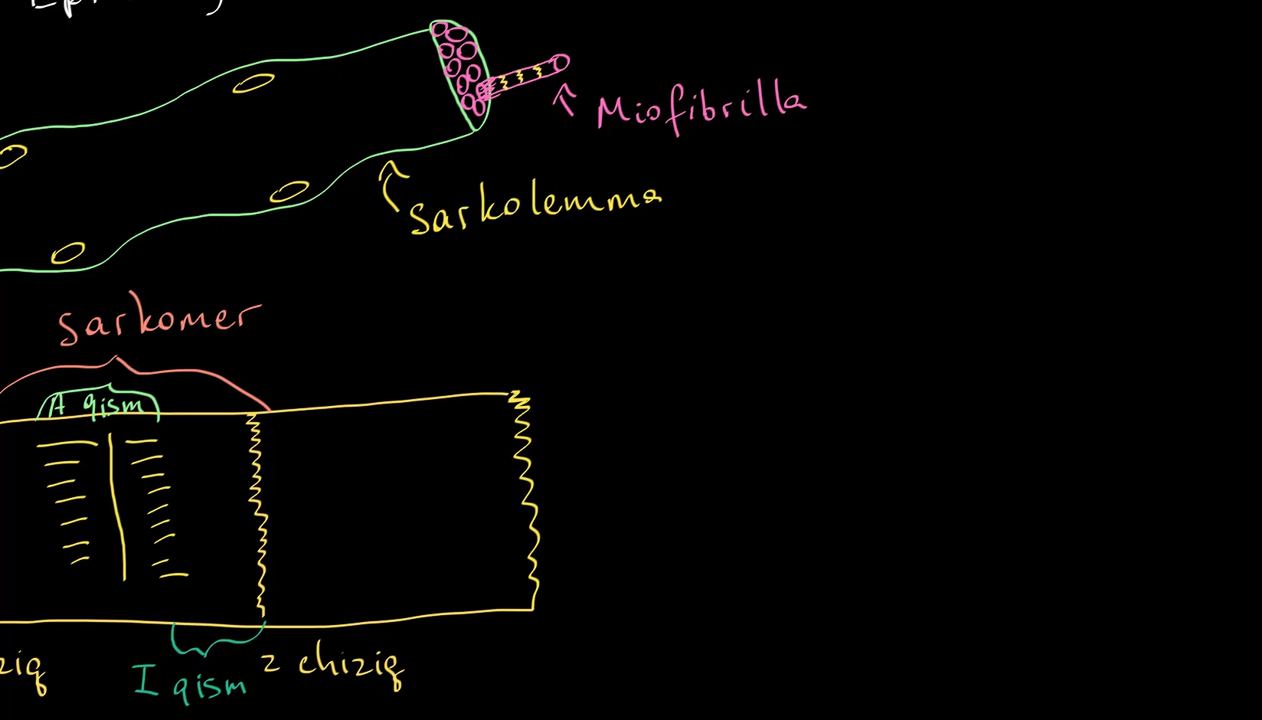 Miofibrilla
Sarkolemma
Sarkomer
A qism
z chiziq
I qism